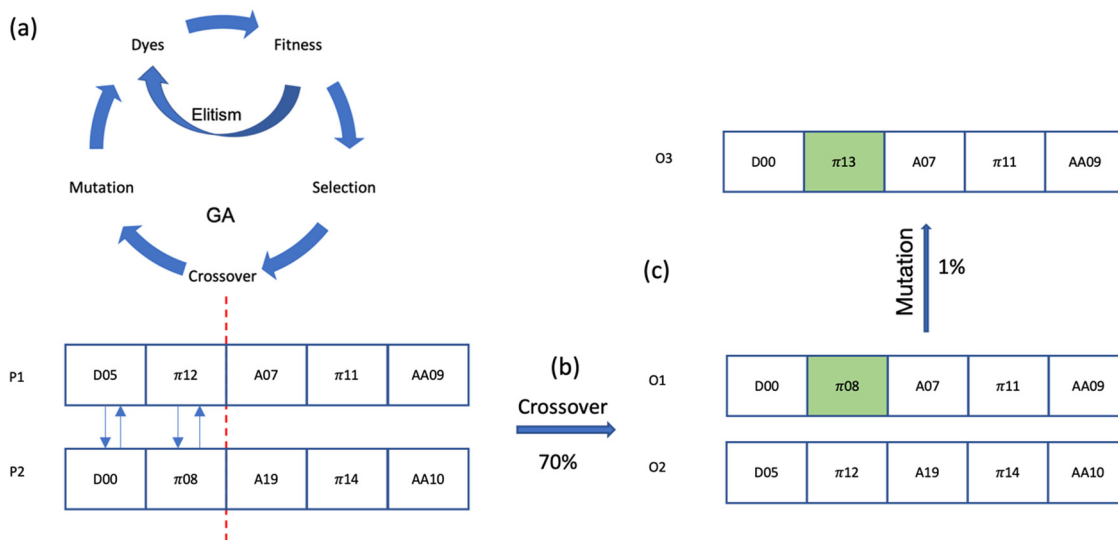 (a)
Dyes
Fitness
Elitism
Mutation
Selection
GA
Crossover
P1
D05 π12 A07 π11 AA09
P2
D00 π08 A19 π14 AA10
(b)
Crossover
70%
O3
D00 π13 A07 π11 AA09
(c)
Mutation
1%
O1
D00 π08 A07 π11 AA09
O2
D05 π12 A19 π14 AA10